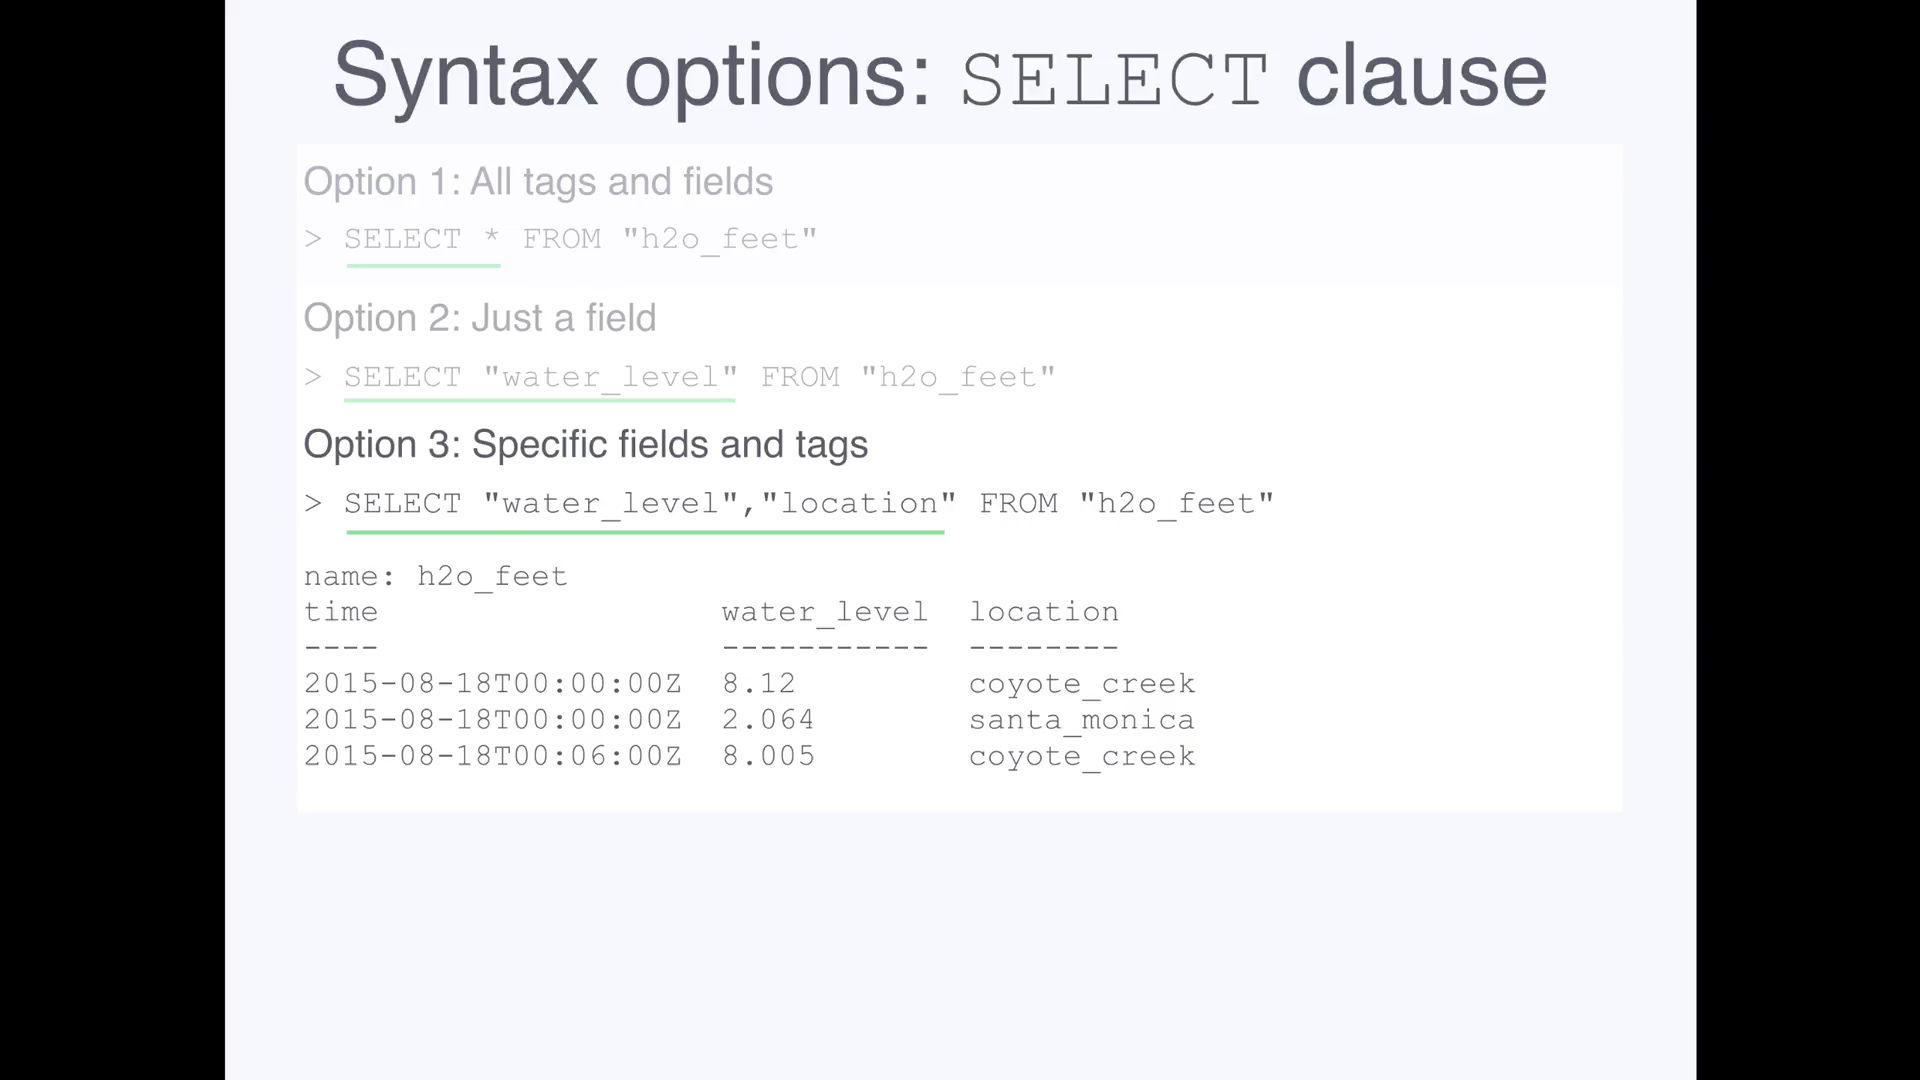 Syntax options: SELECT clause
Option 1: All tags and fields
> SELECT * FROM "h2o_feet"
Option 2: Just a field
> SELECT "water_level" FROM "h2o_feet"
Option 3: Specific fields and tags
> SELECT "water_level","location" FROM "h2o_feet"
name: h2o_feet
time water_level location
---- ----------- --------
2015-08-18T00:00:00Z 8.12 coyote_creek
2015-08-18T00:00:00Z 2.064 santa_monica
2015-08-18T00:06:00Z 8.005 coyote_creek